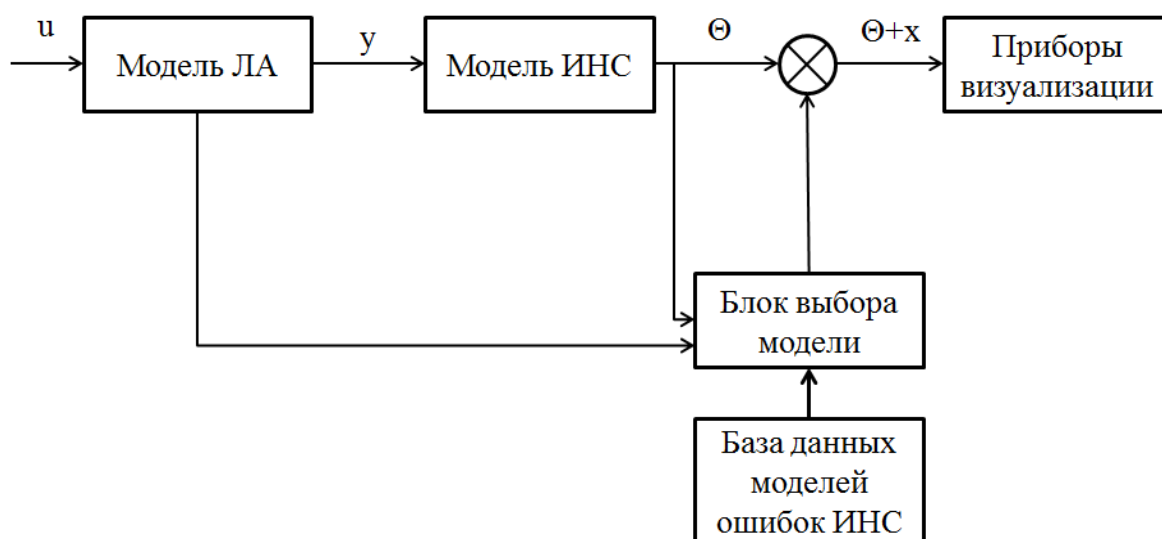 u
Модель ЛА
y
Модель ИНС
Θ
Θ+x
Приборы
визуализации
Блок выбора
модели
База данных
моделей
ошибок ИНС